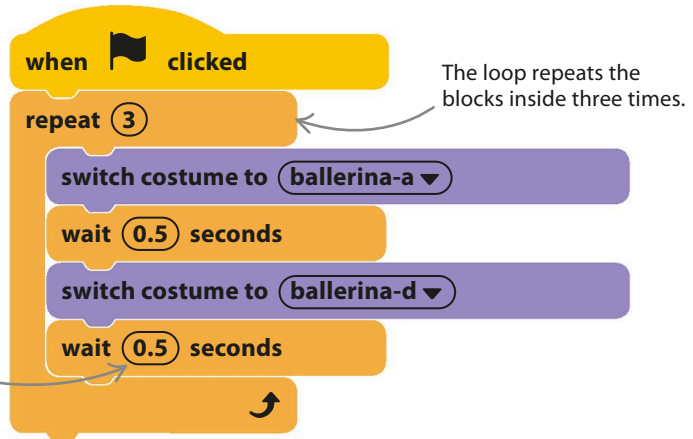 when clicked
The loop repeats the
blocks inside three times.
repeat 3
switch costume to ballerina-a
wait 0.5 seconds
switch costume to ballerina-d
wait 0.5 seconds